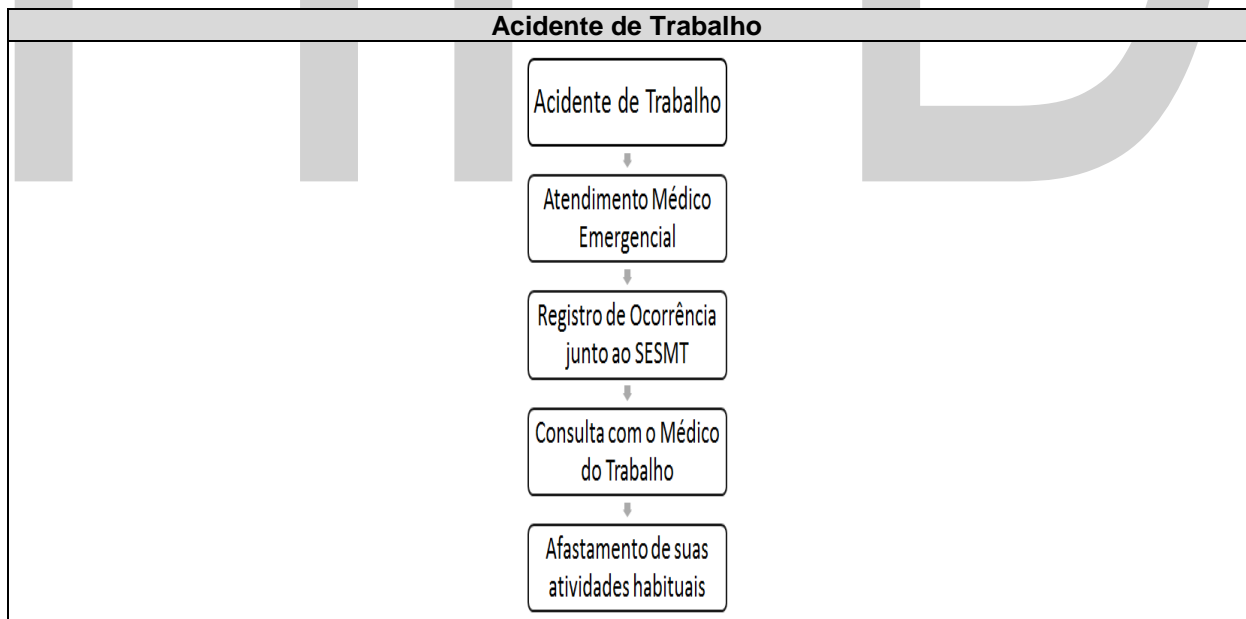 Acidente de Trabalho
Acidente de Trabalho
Atendimento Médico
Emergencial
Registro de Ocorrência
junto ao SESMT
Consulta com o Médico
do Trabalho
Afastamento de suas
atividades habituais